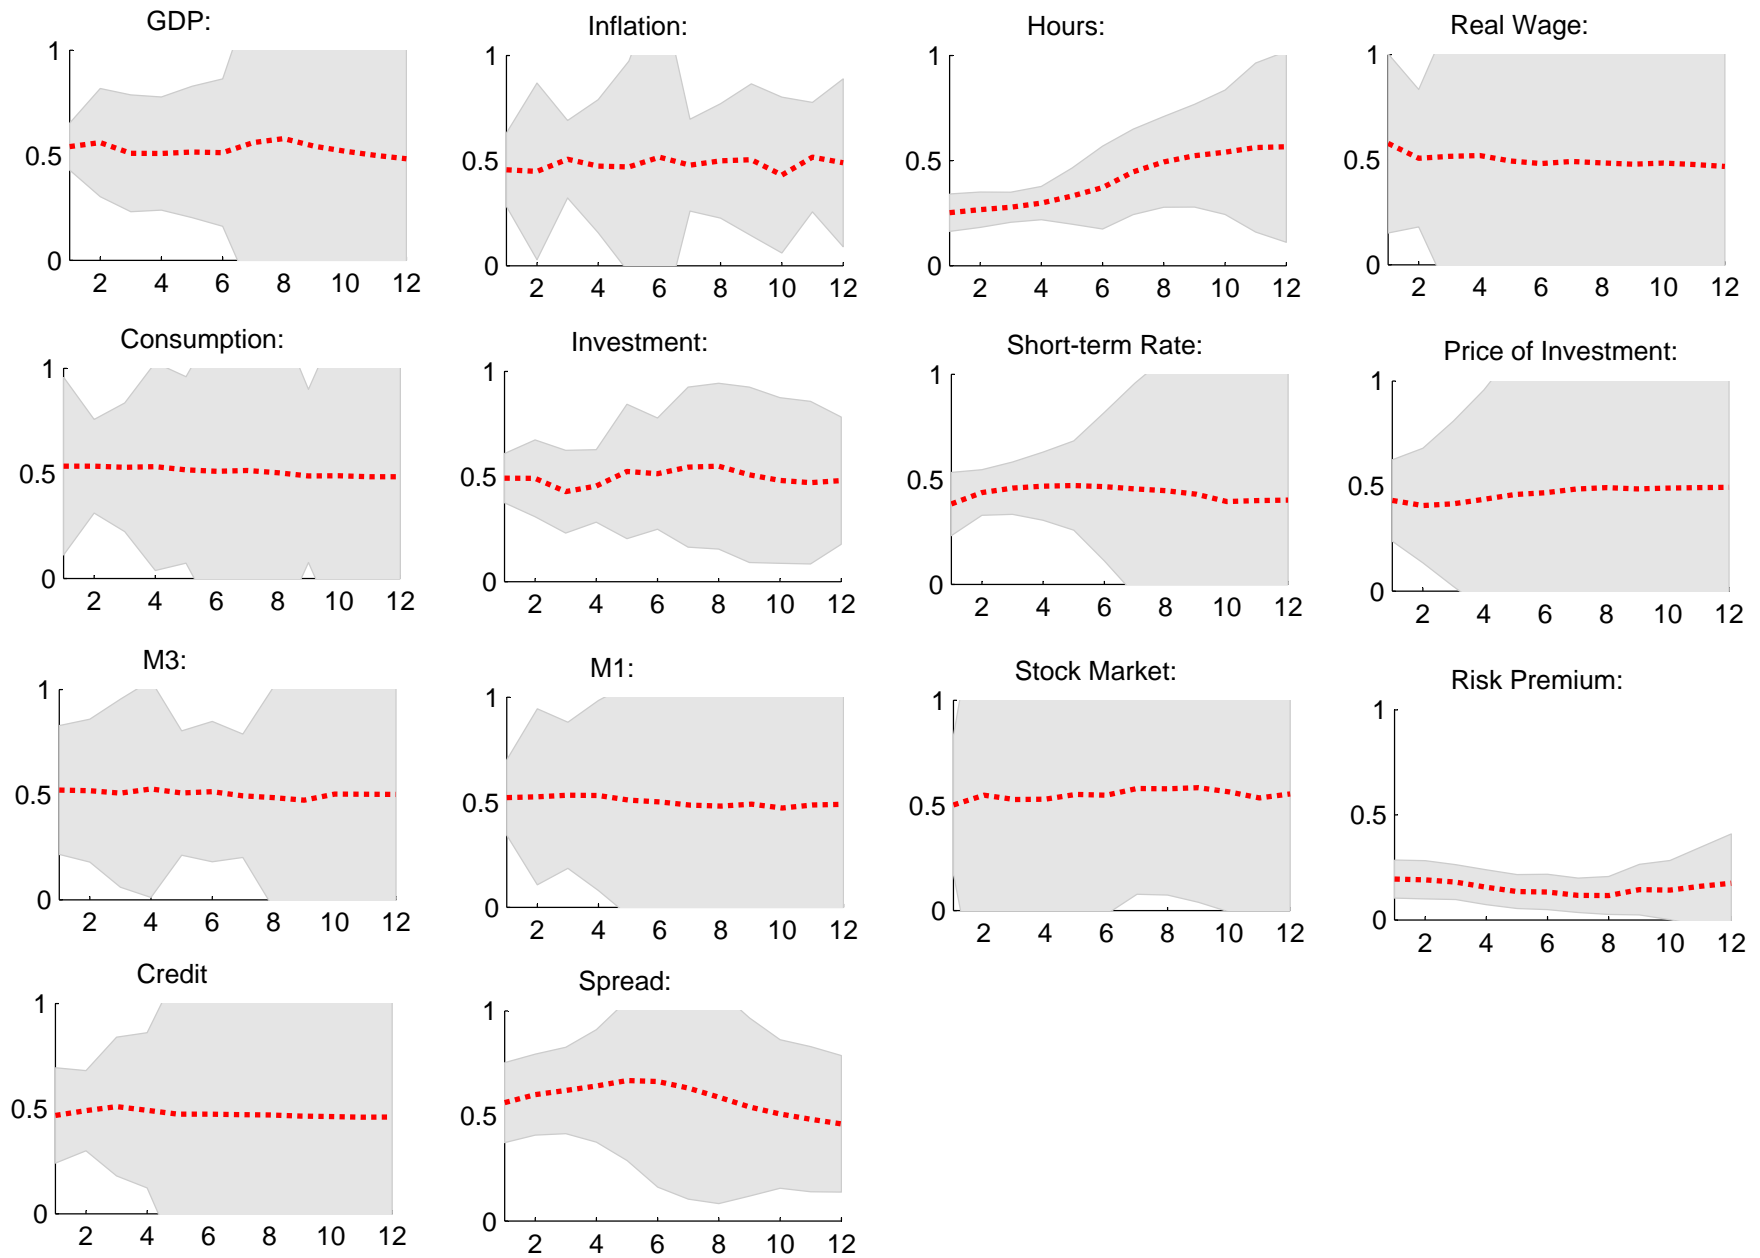 GDP:
Inflation:
Hours:
Real Wage:
1
0.5
0
2 4 6 8 10 12
1
0.5
0
2 4 6 8 10 12
1
0.5
0
2 4 6 8 10 12
1
0.5
0
2 4 6 8 10 12
Consumption:
Investment:
Short-term Rate:
Price of Investment:
1
0.5
0
2 4 6 8 10 12
1
0.5
0
2 4 6 8 10 12
1
0.5
0
2 4 6 8 10 12
1
0.5
0
2 4 6 8 10 12
M3:
M1:
Stock Market:
Risk Premium:
1
0.5
0
2 4 6 8 10 12
1
0.5
0
2 4 6 8 10 12
1
0.5
0
2 4 6 8 10 12
1
0.5
0
2 4 6 8 10 12
Credit
Spread:
1
0.5
0
2 4 6 8 10 12
1
0.5
0
2 4 6 8 10 12